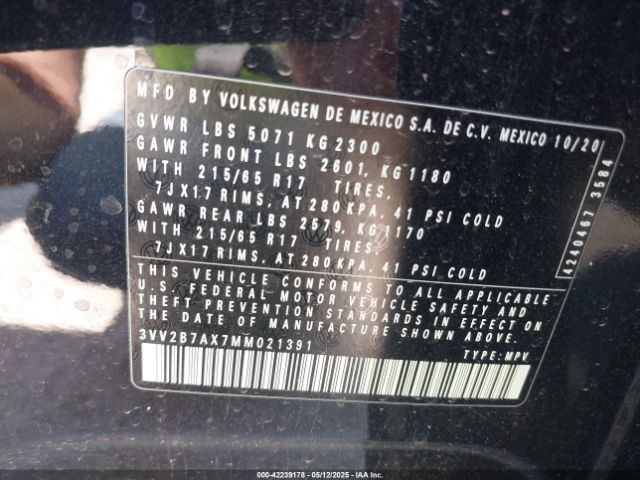 MFD BY VOLKSWAGEN DE MEXICO S.A. DE C.V. MEXICO 10/20
GVWR LBS 5071 KG 2300
GAWR FRONT LBS 2601, KG 1180
WITH 215/65 R17 TIRES,
7JX17 RIMS, AT 280 KPA, 41 PSI COLD
GAWR REAR LBS 2579, KG 1170
WITH 215/65 R17 TIRES,
7JX17 RIMS, AT 280 KPA, 41 PSI COLD
THIS VEHICLE CONFORMS TO ALL APPLICABLE
U.S. FEDERAL MOTOR VEHICLE SAFETY AND
THEFT PREVENTION STANDARDS IN EFFECT ON
THE DATE OF MANUFACTURE SHOWN ABOVE.
3VV2B7AX7MM021391
TYPE: MPV
4240467 3584
000-42239178 - 05/12/2025 - IAAI.COM